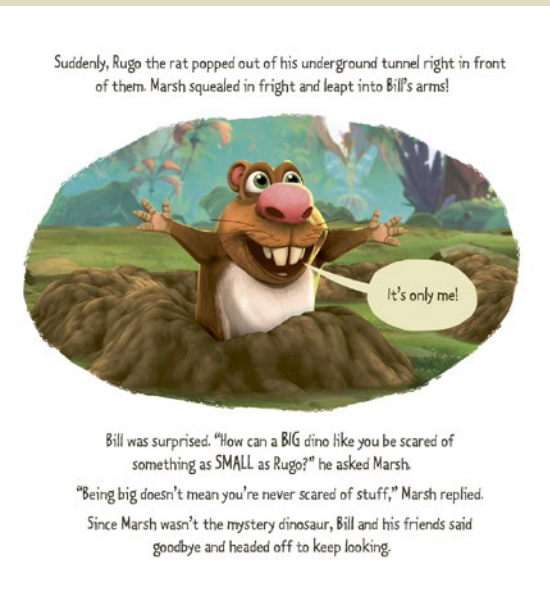 Suddenly, Rugo the rat popped out of his underground tunnel right in front
of them. Marsh squealed in fright and leapt into Bill's arms!
It's only me!
Bill was surprised. "How can a BIG dino like you be scared of
something as SMALL as Rugo?" he asked Marsh.
"Being big doesn't mean you're never scared of stuff," Marsh replied.
Since Marsh wasn't the mystery dinosaur, Bill and his friends said
goodbye and headed off to keep looking.